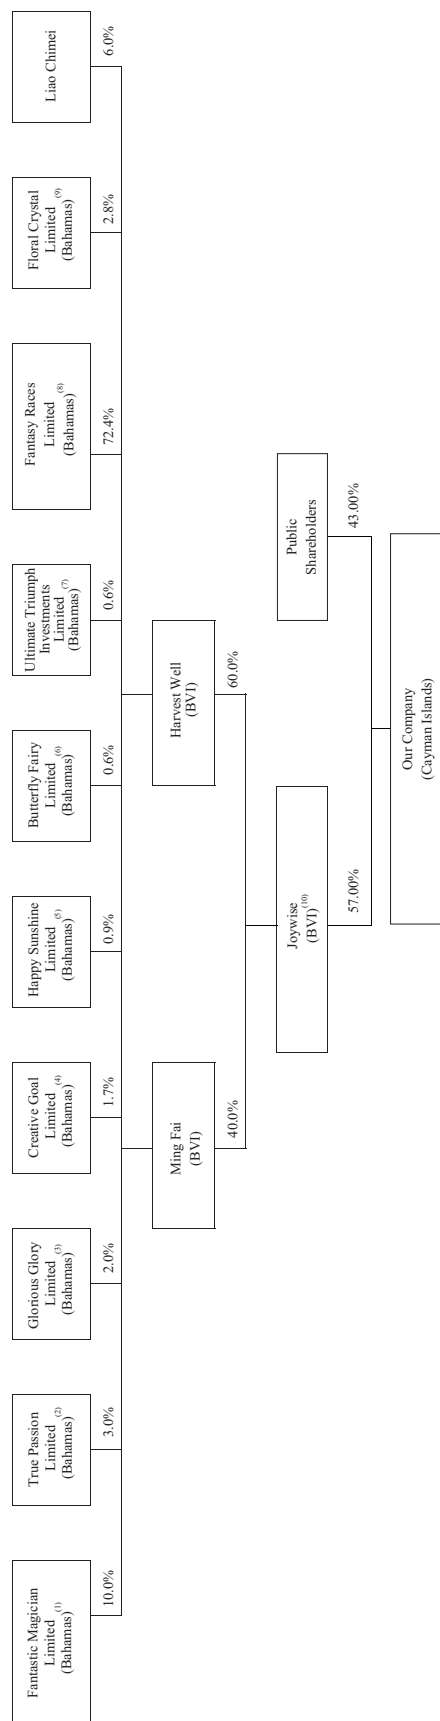 Fantastic Magician
Limited
(Bahamas)(1)
10.0%
True Passion
Limited
(Bahamas)(2)
3.0%
Glorious Glory
Limited
(Bahamas)(3)
2.0%
Creative Goal
Limited
(Bahamas)(4)
1.7%
Happy Sunshine
Limited
(Bahamas)(5)
0.9%
Butterfly Fairy
Limited
(Bahamas)(6)
0.6%
Ultimate Triumph
Investments
Limited
(Bahamas)(7)
0.6%
Fantasy Races
Limited
(Bahamas)(8)
72.4%
Floral Crystal
Limited
(Bahamas)(9)
2.8%
Liao Chimei
6.0%
Ming Fai
(BVI)
40.0%
Harvest Well
(BVI)
60.0%
Joywise
(BVI)(10)
57.00%
Public
Shareholders
43.00%
Our Company
(Cayman Islands)